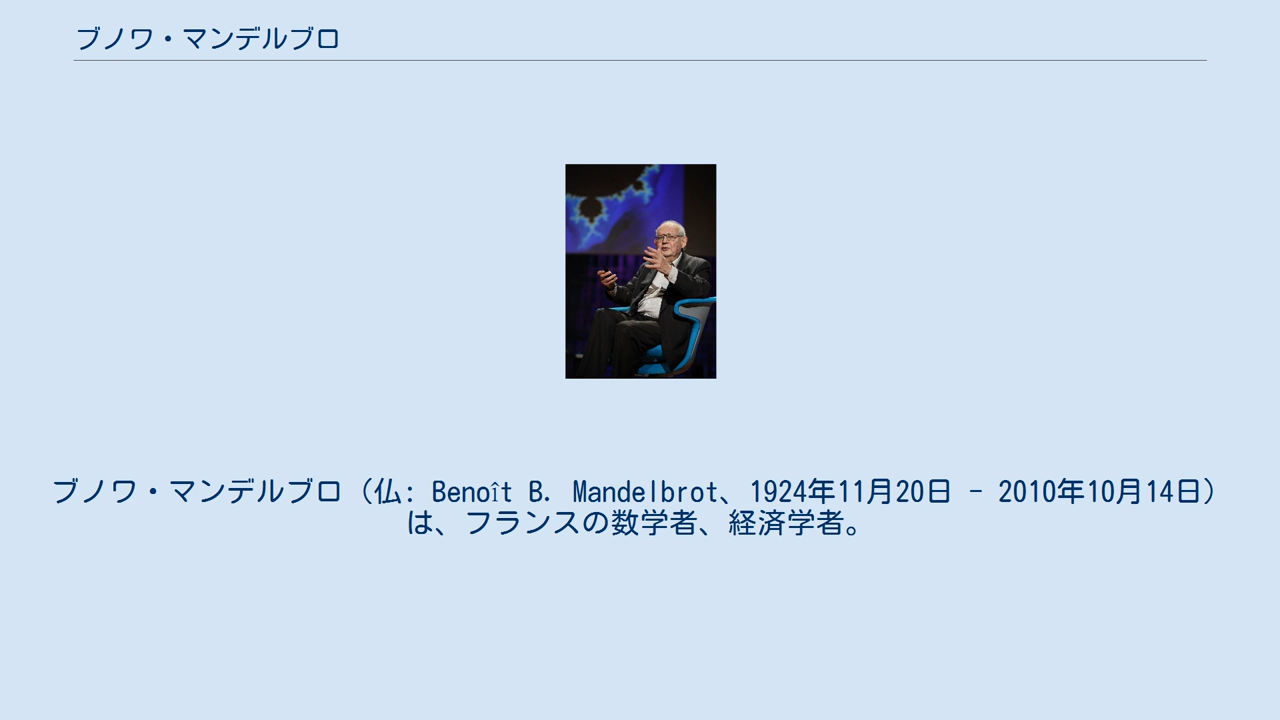 ブノワ・マンデルブロ
ブノワ・マンデルブロ（仏: Benoît B. Mandelbrot、1924年11月20日 - 2010年10月14日）
は、フランスの数学者、経済学者。